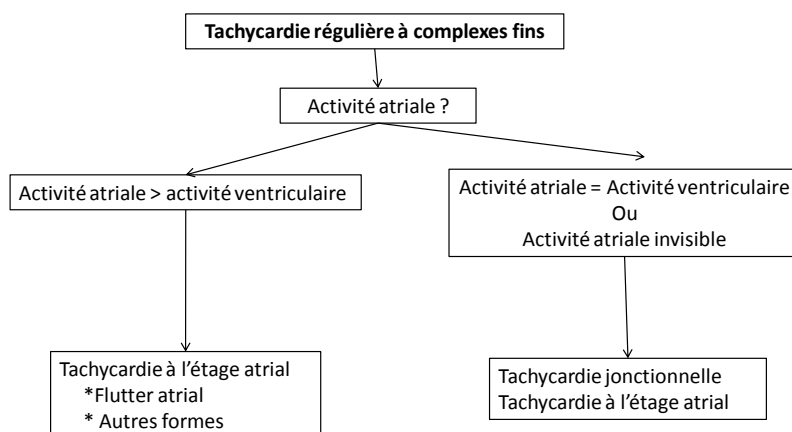 Tachycardie régulière à complexes fins
Activité atriale ?
Activité atriale > activité ventriculaire
Activité atriale = Activité ventriculaire
Ou
Activité atriale invisible
Tachycardie à l'étage atrial
*Flutter atrial
* Autres formes
Tachycardie jonctionnelle
Tachycardie à l'étage atrial